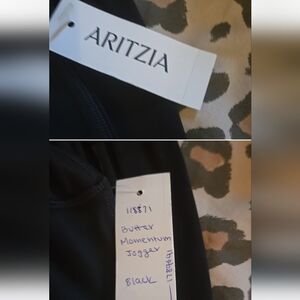 ARITZIA
118871
Butter
Momentum
Jogger
Black